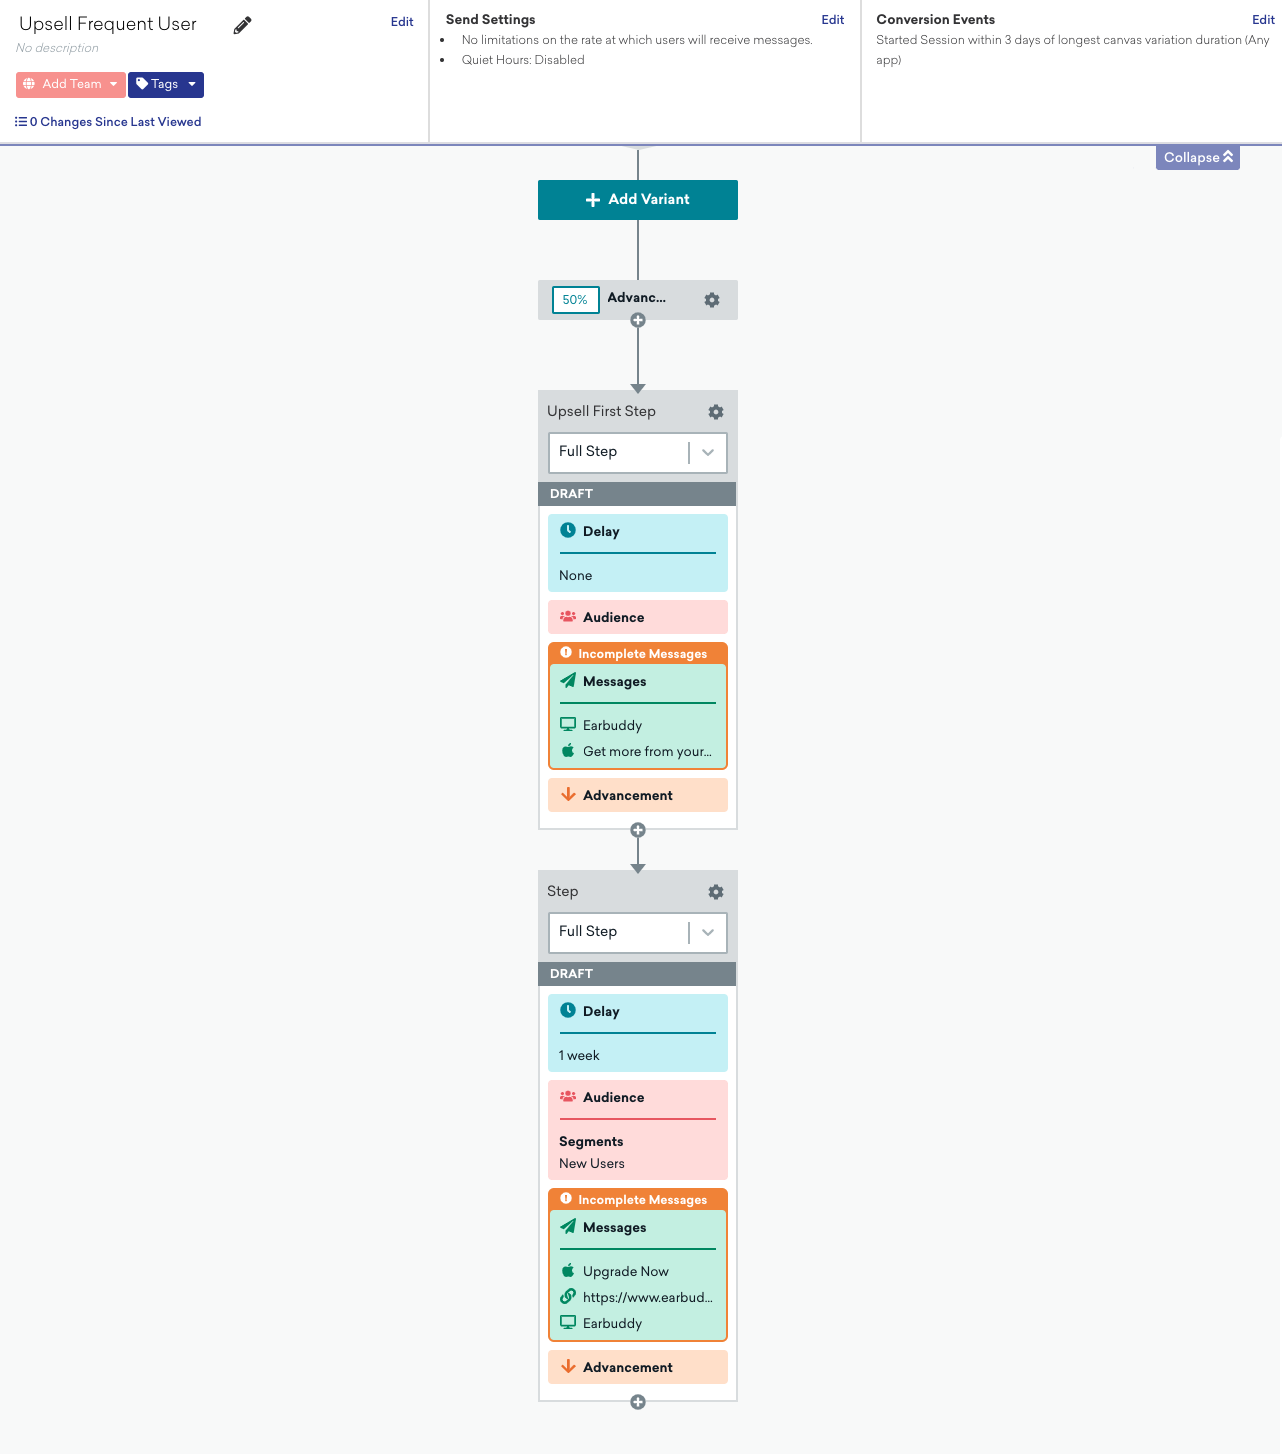 Upsell Frequent User
Edit
No description
Add Team
Tags
0 Changes Since Last Viewed
Send Settings
Edit
No limitations on the rate at which users will receive messages.
Quiet Hours: Disabled
Conversion Events
Edit
Started Session within 3 days of longest canvas variation duration (Any
app)
Collapse
Add Variant
50%
Advanc...
Upsell First Step
Full Step
DRAFT
Delay
None
Audience
Incomplete Messages
Messages
Earbuddy
Get more from your...
Advancement
Step
Full Step
DRAFT
Delay
1 week
Audience
Segments
New Users
Incomplete Messages
Messages
Upgrade Now
https://www.earbud...
Earbuddy
Advancement